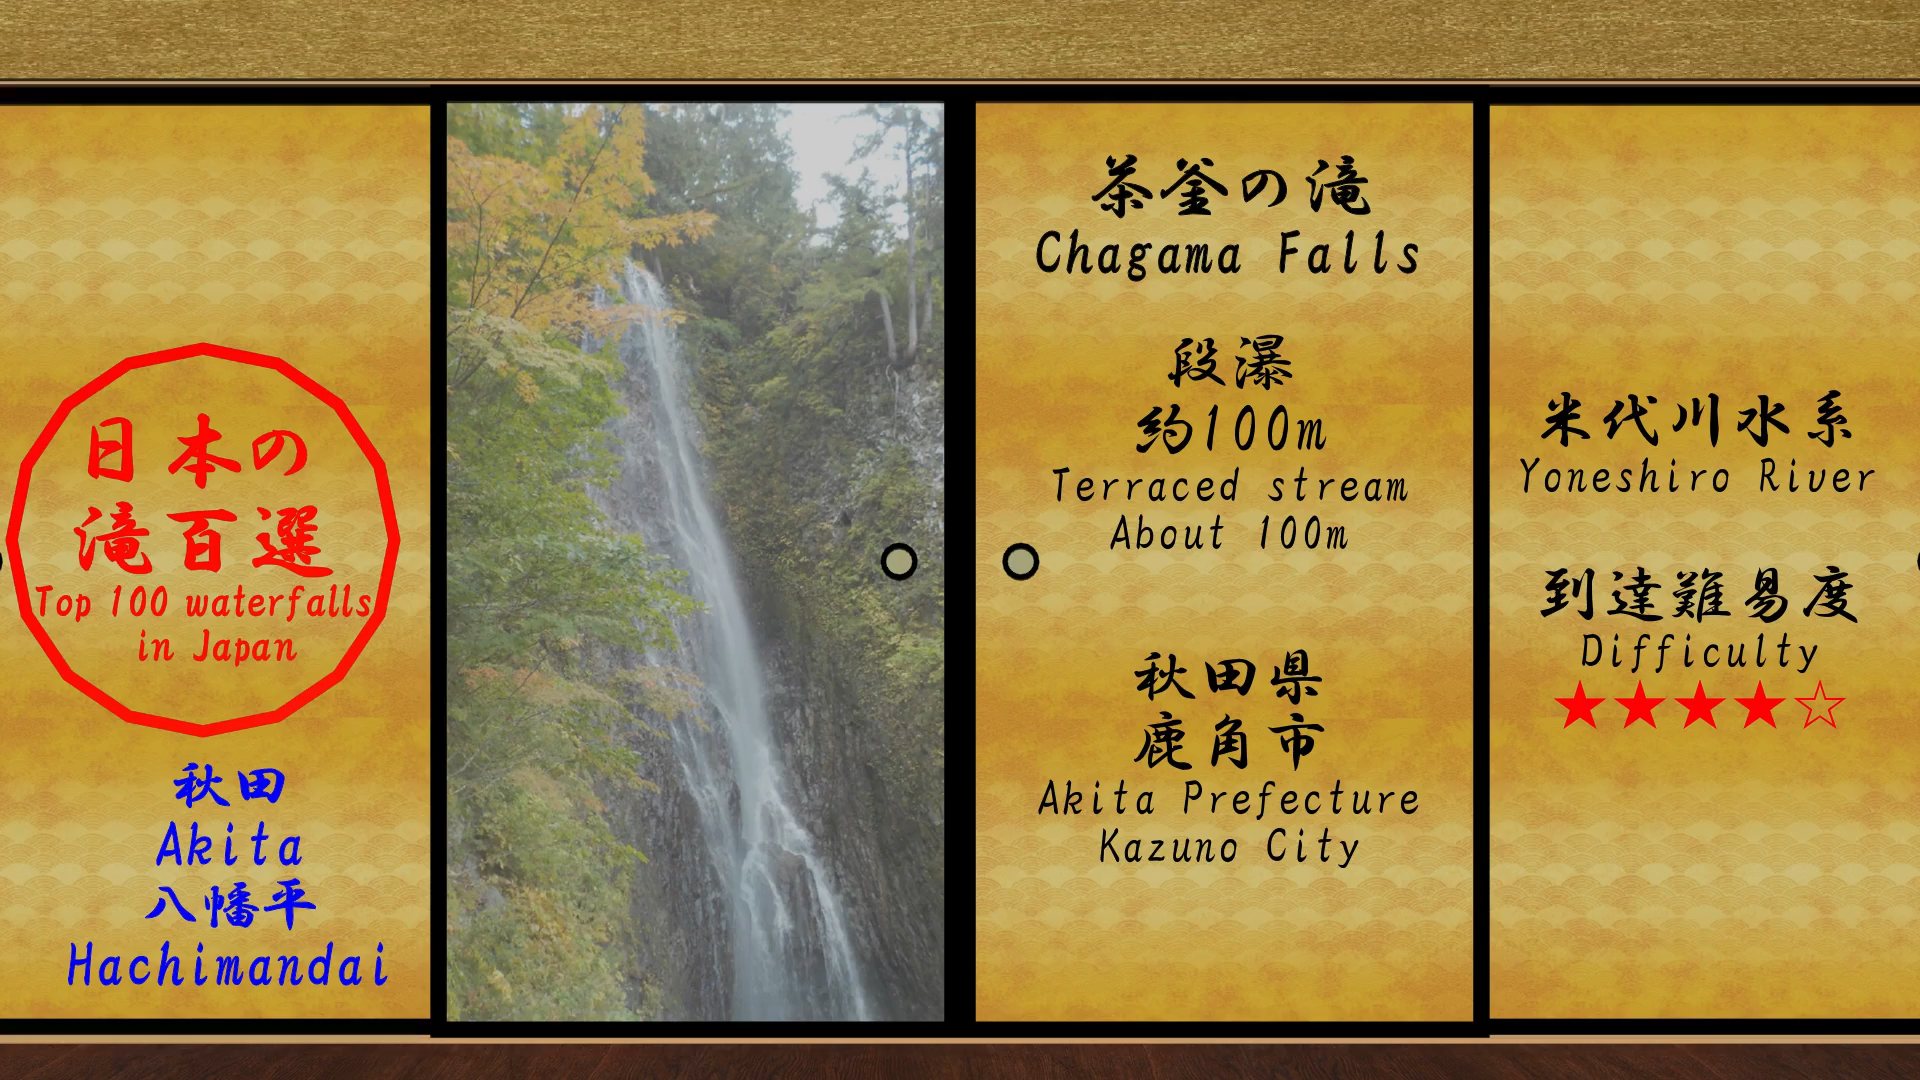 日本の
滝百選
Top 100 waterfalls
in Japan
秋田
Akita
八幡平
Hachimandai
茶釜の滝
Chagama Falls
段瀑
約100m
Terraced stream
About 100m
秋田県
鹿角市
Akita Prefecture
Kazuno City
米代川水系
Yoneshiro River
到達難易度
Difficulty
★★★★☆